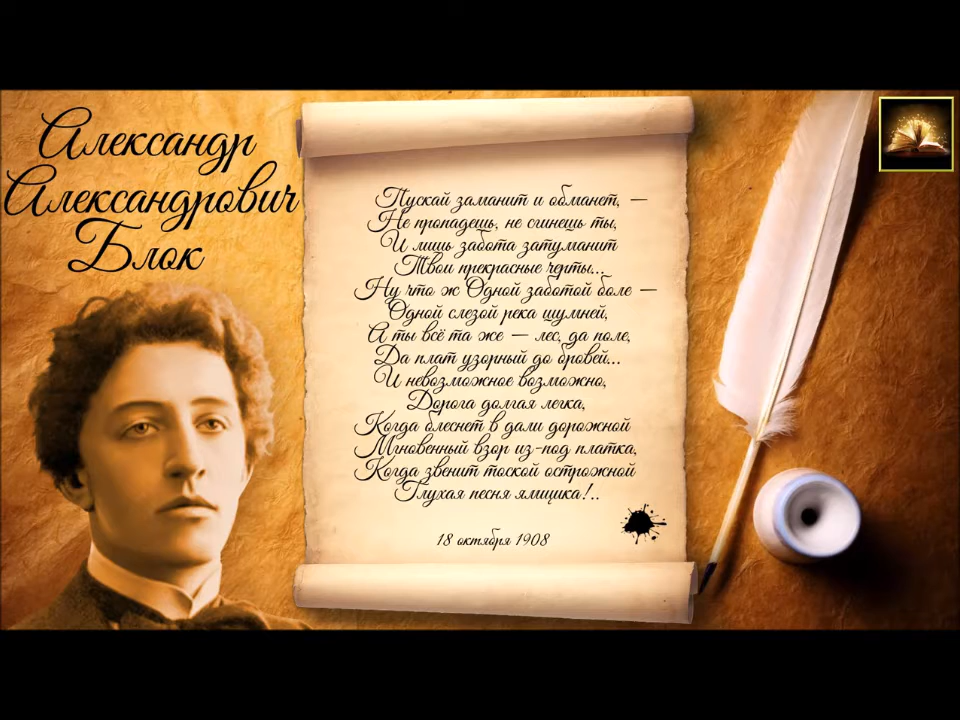 Александр
Александрович
Блок
Пускай заманит и обманет, —
Не пропадешь, не сгинешь ты,
И лишь забота затуманит
Твои прекрасные черты...
Ну что ж Одной заботой боле —
Одной слезой река шумней,
А ты всё та же — лес, да поле,
Да плат узорный до бровей...
И невозможное возможно,
Дорога долгая легка,
Когда блеснет в дали дорожной
Мгновенный взор из-под платка,
Когда звенит тоской острожной
Глухая песня ямщика!..
18 октября 1908